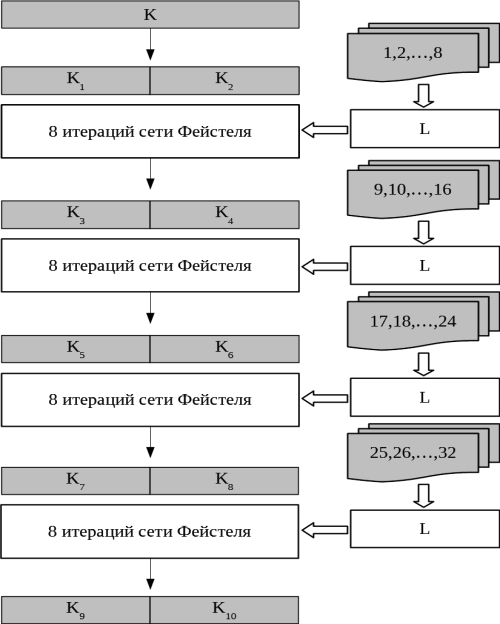 K
1,2,…,8
K1 K2
L
8 итераций сети Фейстеля
9,10,…,16
K3 K4
L
8 итераций сети Фейстеля
17,18,…,24
K5 K6
L
8 итераций сети Фейстеля
25,26,…,32
K7 K8
L
8 итераций сети Фейстеля
K9 K10